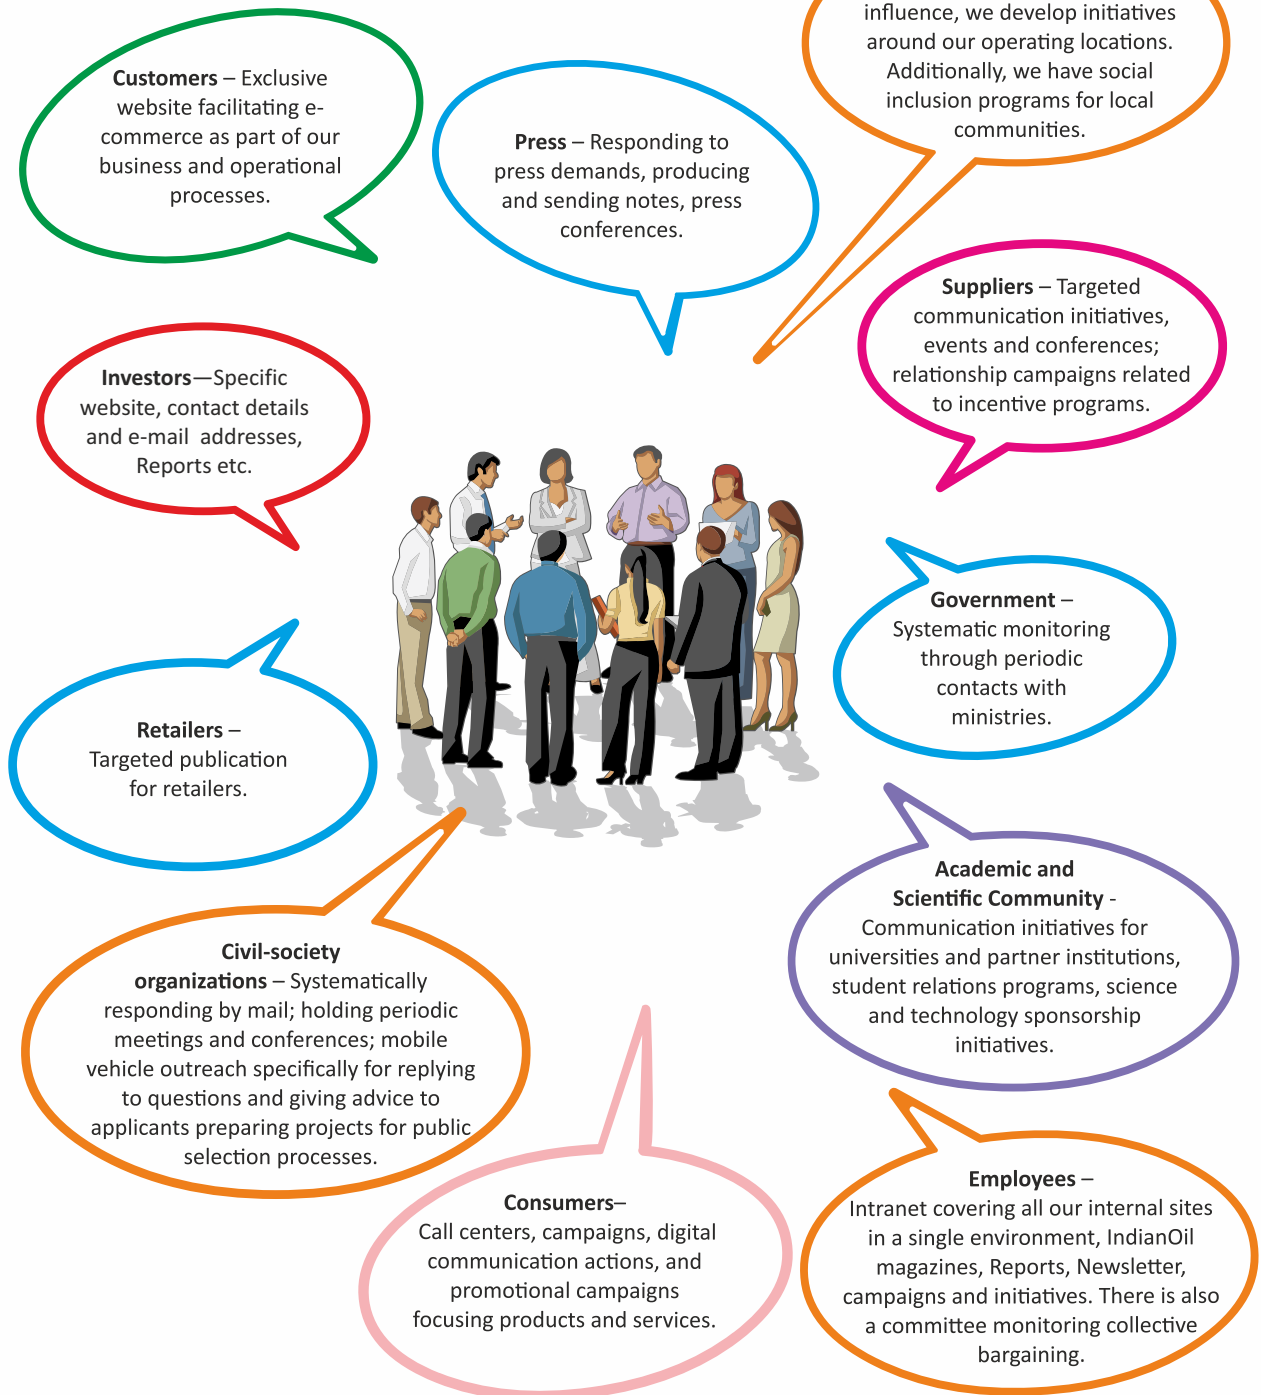 influence, we develop initiatives
around our operating locations.
Additionally, we have social
inclusion programs for local
communities.
Customers – Exclusive
website facilitating e-
commerce as part of our
business and operational
processes.
Press – Responding to
press demands, producing
and sending notes, press
conferences.
Suppliers – Targeted
communication initiatives,
events and conferences;
relationship campaigns related
to incentive programs.
Investors—Specific
website, contact details
and e-mail addresses,
Reports etc.
Government –
Systematic monitoring
through periodic
contacts with
ministries.
Retailers –
Targeted publication
for retailers.
Academic and
Scientific Community -
Communication initiatives for
universities and partner institutions,
student relations programs, science
and technology sponsorship
initiatives.
Civil-society
organizations – Systematically
responding by mail; holding periodic
meetings and conferences; mobile
vehicle outreach specifically for replying
to questions and giving advice to
applicants preparing projects for public
selection processes.
Consumers–
Call centers, campaigns, digital
communication actions, and
promotional campaigns
focusing products and services.
Employees –
Intranet covering all our internal sites
in a single environment, IndianOil
magazines, Reports, Newsletter,
campaigns and initiatives. There is also
a committee monitoring collective
bargaining.